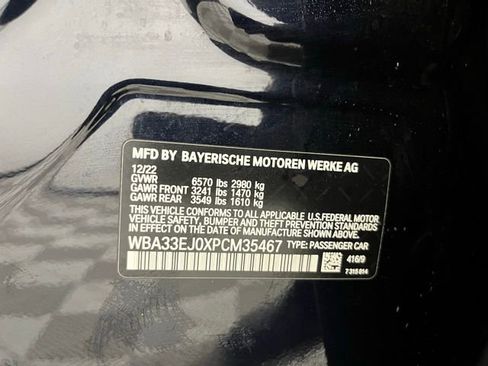 MFD BY BAYERISCHE MOTOREN WERKE AG
12/22
GVWR 6570 lbs 2980 kg
GAWR FRONT 3241 lbs 1470 kg
GAWR REAR 3549 lbs 1610 kg
THIS VEHICLE CONFORMS TO ALL APPLICABLE U.S.FEDERAL MOTOR
VEHICLE SAFETY, BUMPER AND THEFT PREVENTION STANDARDS
IN EFFECT ON THE DATE OF MANUFACTURE SHOWN ABOVE.
WBA33EJ0XPCM35467 TYPE: PASSENGER CAR
416/9
7 315 814